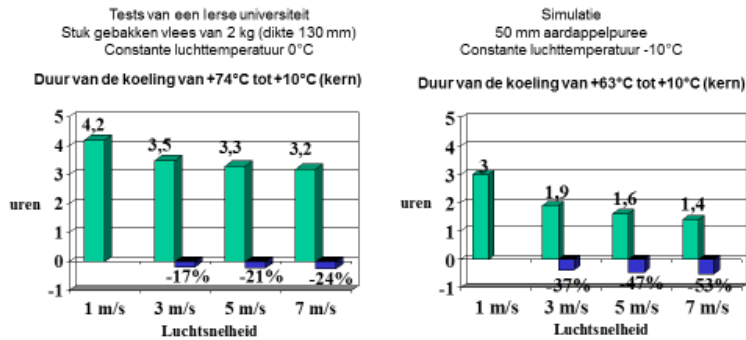 Tests van een Ierse universiteit
Stuk gebakken vlees van 2 kg (dikte 130 mm)
Constante luchttemperatuur 0°C
Duur van de koeling van +74°C tot +10°C (kern)
5
4
3
2
1
0
-1
uren
4,2
3,5
3,3
3,2
-17%
-21%
-24%
1 m/s
3 m/s
5 m/s
7 m/s
Luchtsnelheid
Simulatie
50 mm aardappelpuree
Constante luchttemperatuur -10°C
Duur van de koeling van +63°C tot +10°C (kern)
5
4
3
2
1
0
-1
uren
3
1,9
1,6
1,4
-37%
-47%
-53%
1 m/s
3 m/s
5 m/s
7 m/s
Luchtsnelheid